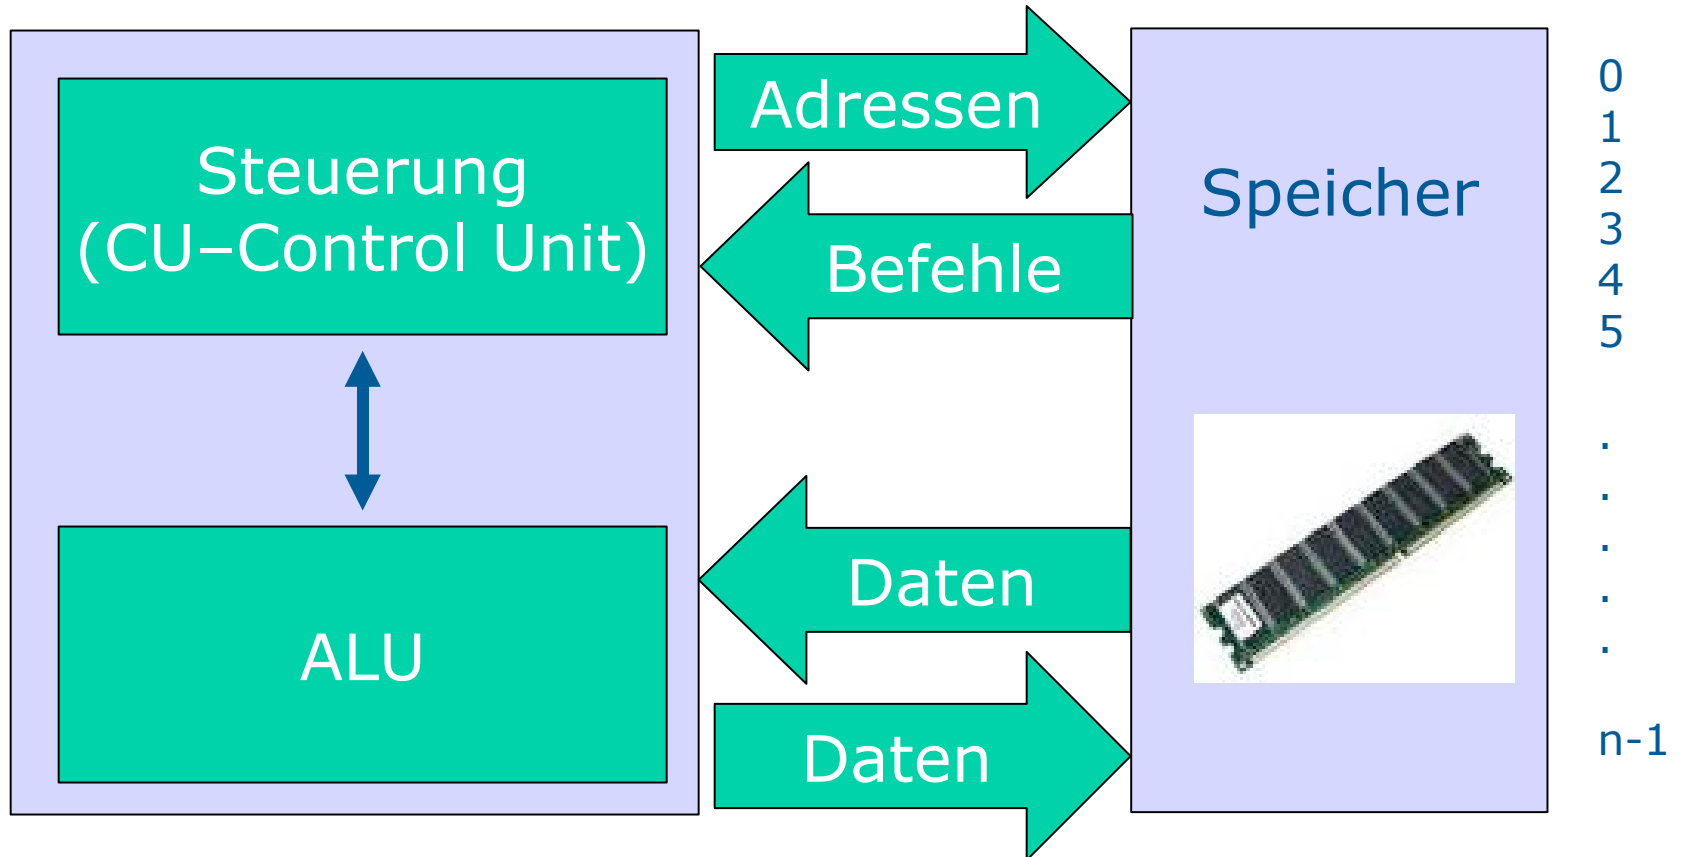 Steuerung
(CU–Control Unit)
ALU
Adressen
Befehle
Daten
Daten
Speicher
0
1
2
3
4
5
.
.
.
.
.
n-1